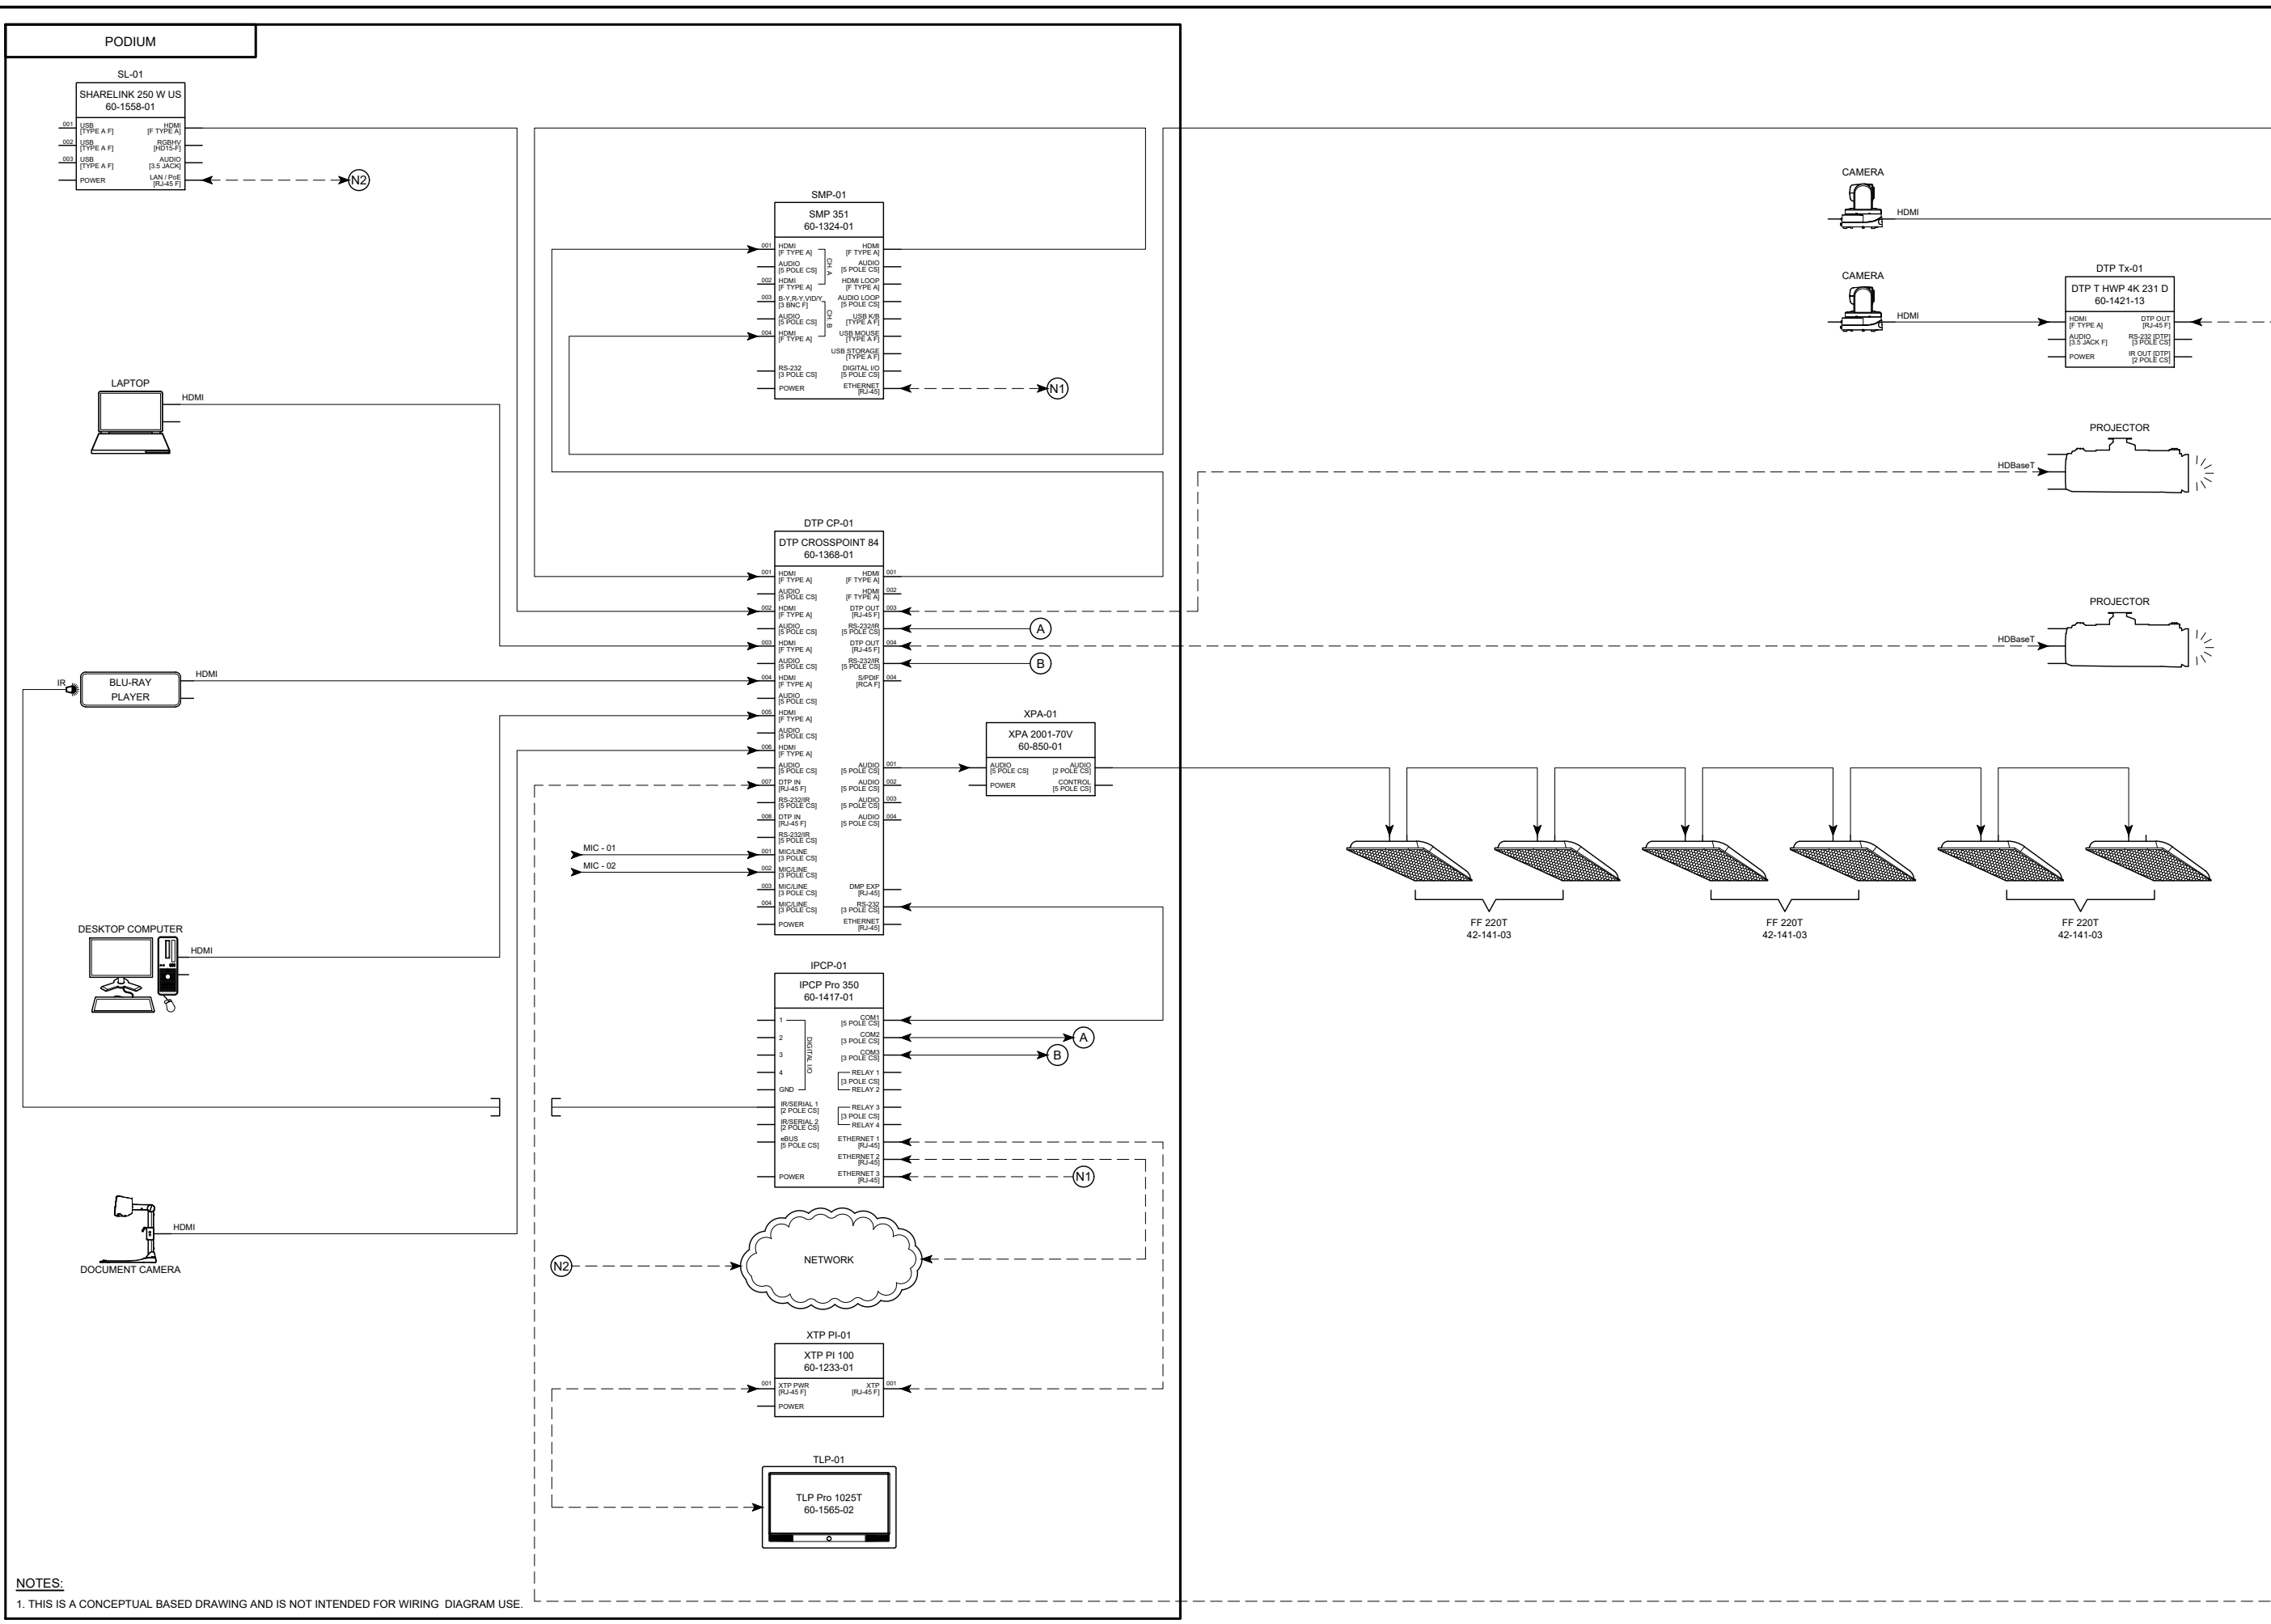 PODIUM
SL-01
SHARELINK 250 W US
60-1558-01
001 USB
[TYPE A F]
HDMI
[F TYPE A]
002 USB
[TYPE A F]
RGBHV
[HD15-F]
003 USB
[TYPE A F]
AUDIO
[3.5 JACK]
POWER
LAN / PoE
[RJ-45 F]
N2
SMP-01
SMP 351
60-1324-01
001 HDMI
[F TYPE A]
AUDIO
[5 POLE CS]
002 HDMI
[F TYPE A]
CH. A
003 B-Y,R-Y,VID/Y
[3 BNC F]
AUDIO
[5 POLE CS]
004 HDMI
[F TYPE A]
CH. B
RS-232
[3 POLE CS]
POWER
HDMI
[F TYPE A]
AUDIO
[5 POLE CS]
HDMI LOOP
[F TYPE A]
AUDIO LOOP
[5 POLE CS]
USB K/B
[TYPE A F]
USB MOUSE
[TYPE A F]
USB STORAGE
[TYPE A F]
DIGITAL I/O
[5 POLE CS]
ETHERNET
[RJ-45]
N1
CAMERA
HDMI
CAMERA
HDMI
DTP Tx-01
DTP T HWP 4K 231 D
60-1421-13
HDMI
[F TYPE A]
AUDIO
[3.5 JACK F]
POWER
DTP OUT
[RJ-45 F]
RS-232 [DTP]
[3 POLE CS]
IR OUT [DTP]
[2 POLE CS]
LAPTOP
HDMI
PROJECTOR
HDBaseT
PROJECTOR
HDBaseT
DTP CP-01
DTP CROSSPOINT 84
60-1368-01
001 HDMI
[F TYPE A]
AUDIO
[5 POLE CS]
002 HDMI
[F TYPE A]
AUDIO
[5 POLE CS]
003 HDMI
[F TYPE A]
AUDIO
[5 POLE CS]
004 HDMI
[F TYPE A]
AUDIO
[5 POLE CS]
005 HDMI
[F TYPE A]
AUDIO
[5 POLE CS]
006 HDMI
[F TYPE A]
AUDIO
[5 POLE CS]
007 DTP IN
[RJ-45 F]
RS-232/IR
[5 POLE CS]
008 DTP IN
[RJ-45 F]
RS-232/IR
[5 POLE CS]
001 MIC/LINE
[3 POLE CS]
002 MIC/LINE
[3 POLE CS]
003 MIC/LINE
[3 POLE CS]
004 MIC/LINE
[3 POLE CS]
POWER
HDMI 001
[F TYPE A]
HDMI 002
[F TYPE A]
DTP OUT 003
[RJ-45 F]
RS-232/IR
[5 POLE CS]
A
DTP OUT 004
[RJ-45 F]
RS-232/IR
[5 POLE CS]
B
S/PDIF 004
[RCA F]
AUDIO 001
[5 POLE CS]
AUDIO 002
[5 POLE CS]
AUDIO 003
[5 POLE CS]
AUDIO 004
[5 POLE CS]
DMP EXP
[RJ-45]
RS-232
[3 POLE CS]
ETHERNET
[RJ-45]
MIC - 01
MIC - 02
IR
BLU-RAY
PLAYER
HDMI
XPA-01
XPA 2001-70V
60-850-01
AUDIO
[5 POLE CS]
POWER
AUDIO
[2 POLE CS]
CONTROL
[5 POLE CS]
FF 220T
42-141-03
FF 220T
42-141-03
FF 220T
42-141-03
DESKTOP COMPUTER
HDMI
IPCP-01
IPCP Pro 350
60-1417-01
1
2
3
4
GND
DIGITAL I/O
IR/SERIAL 1
[2 POLE CS]
IR/SERIAL 2
[2 POLE CS]
eBUS
[5 POLE CS]
POWER
COM1
[5 POLE CS]
COM2
[3 POLE CS]
A
COM3
[3 POLE CS]
B
RELAY 1
[3 POLE CS]
RELAY 2
RELAY 3
[3 POLE CS]
RELAY 4
ETHERNET 1
[RJ-45]
ETHERNET 2
[RJ-45]
ETHERNET 3
[RJ-45]
N1
HDMI
DOCUMENT CAMERA
N2
NETWORK
XTP PI-01
XTP PI 100
60-1233-01
001 XTP PWR
[RJ-45 F]
POWER
XTP 001
[RJ-45 F]
TLP-01
TLP Pro 1025T
60-1565-02
NOTES:
1. THIS IS A CONCEPTUAL BASED DRAWING AND IS NOT INTENDED FOR WIRING DIAGRAM USE.